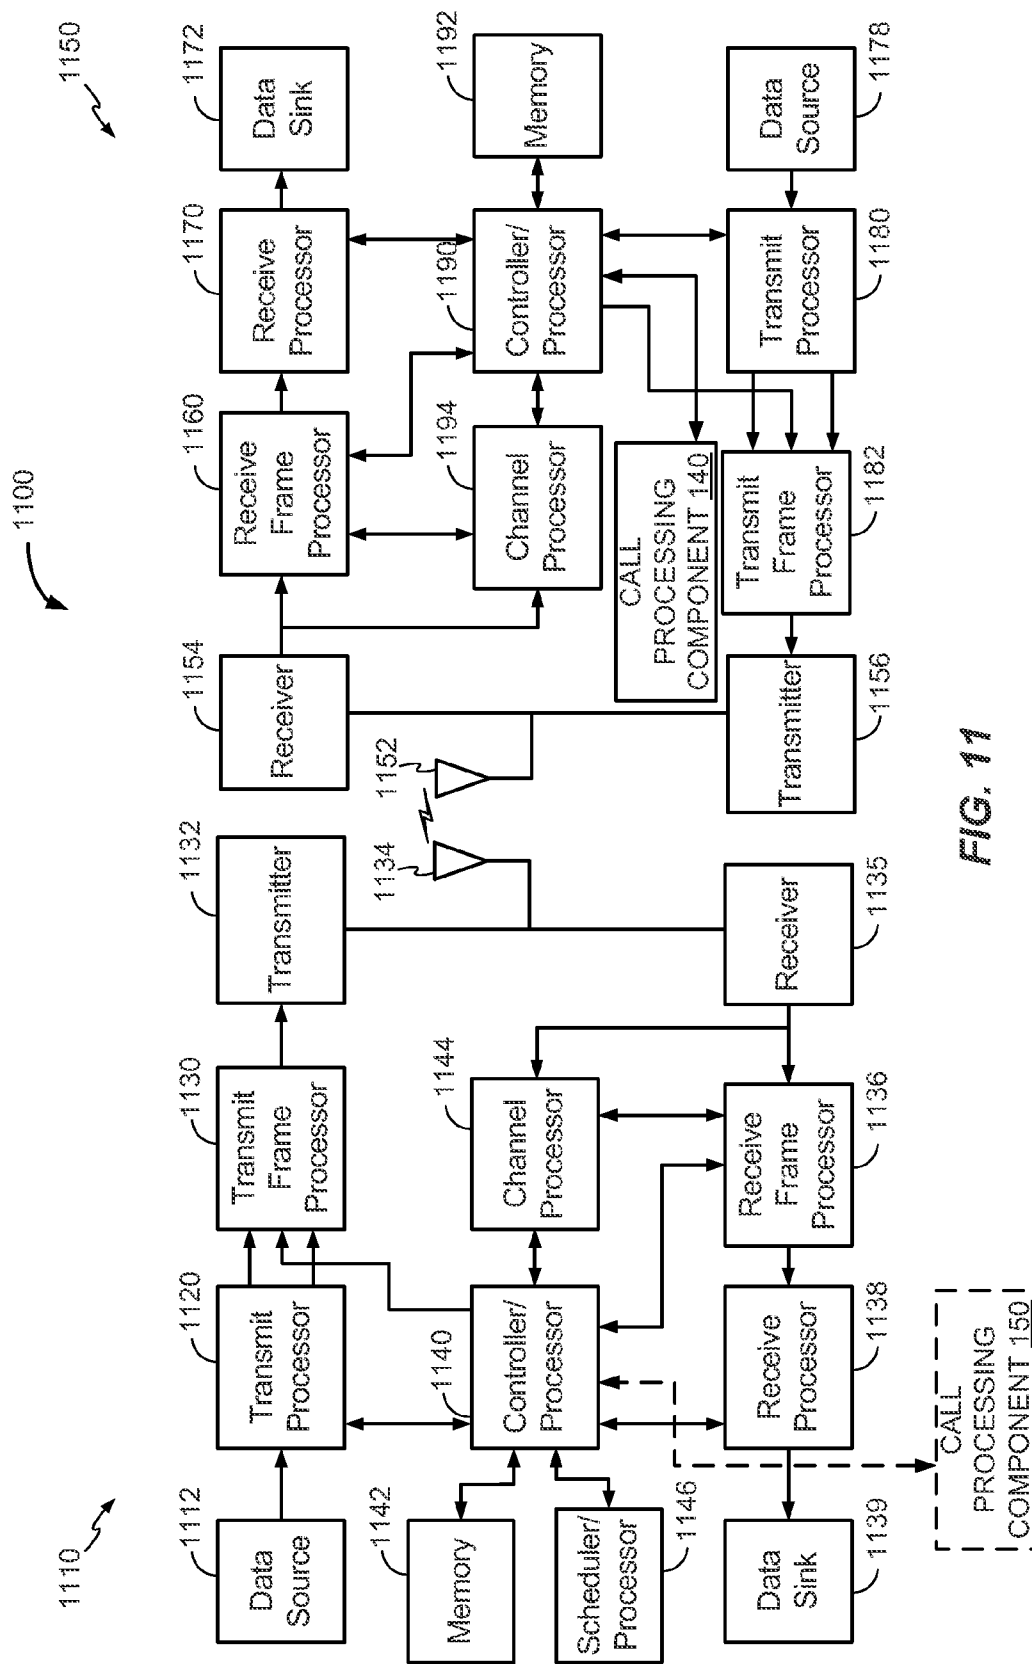 1100
1110
1150
1112
Data
Source
1120
Transmit
Processor
1130
Transmit
Frame
Processor
1132
Transmitter
1154
Receiver
1160
Receive
Frame
Processor
1170
Receive
Processor
1172
Data
Sink
1142
Memory
1140
Controller/
Processor
1144
Channel
Processor
1134
1152
1194
Channel
Processor
1190
Controller/
Processor
1192
Memory
Scheduler/
Processor
1146
CALL
PROCESSING
COMPONENT 140
Data
Sink
1139
Receive
Processor
1138
Receive
Frame
Processor
1136
Receiver
1135
Transmitter
1156
Transmit
Frame
Processor
1182
Transmit
Processor
1180
Data
Source
1178
CALL
PROCESSING
COMPONENT 150
FIG. 11